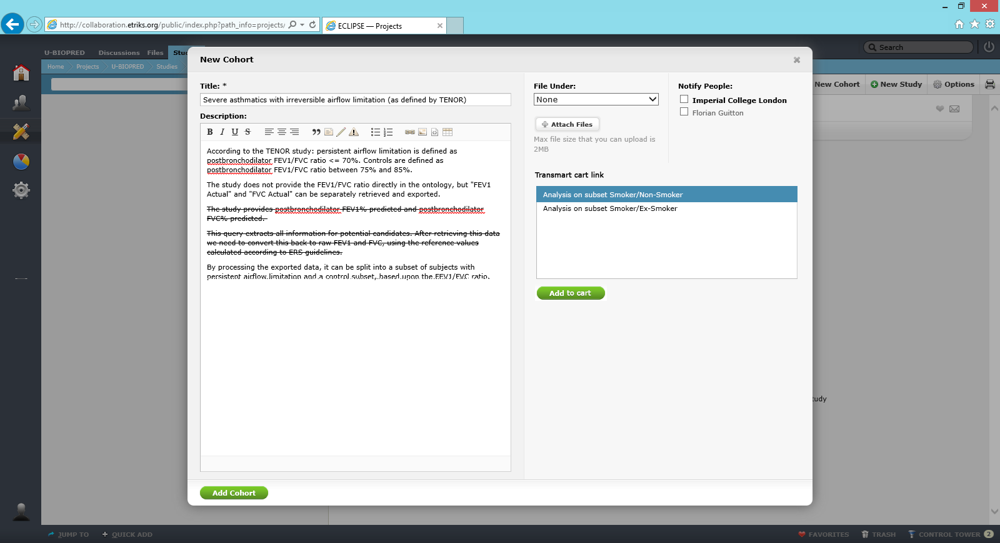 http://collaboration.etriks.org/public/index.php?path_info=projects/
ECLIPSE — Projects
U-BIOPRED Discussions Files
Search
Home Projects U-BIOPRED Studies
New Cohort New Study Options
New Cohort
Title: *
Severe asthmatics with irreversible airflow limitation (as defined by TENOR)
Description:
B I U S
According to the TENOR study: persistent airflow limitation is defined as
postbronchodilator FEV1/FVC ratio <= 70%. Controls are defined as
postbronchodilator FEV1/FVC ratio between 75% and 85%.
The study does not provide the FEV1/FVC ratio directly in the ontology, but "FEV1
Actual" and "FVC Actual" can be separately retrieved and exported.
The study provides postbronchodilator FEV1% predicted and postbronchodilator
FVC% predicted.
This query extracts all information for potential candidates. After retrieving this data
we need to convert this back to raw FEV1 and FVC, using the reference values
calculated according to ERS guidelines.
By processing the exported data, it can be split into a subset of subjects with
persistent airflow limitation and a control subset, based upon the FEV1/FVC ratio.
File Under:
None
Attach Files
Max file size that you can upload is
2MB
Notify People:
Imperial College London
Florian Guitton
Transmart cart link
Analysis on subset Smoker/Non-Smoker
Analysis on subset Smoker/Ex-Smoker
Add to cart
Add Cohort
JUMP TO QUICK ADD
FAVORITES TRASH CONTROL TOWER 2